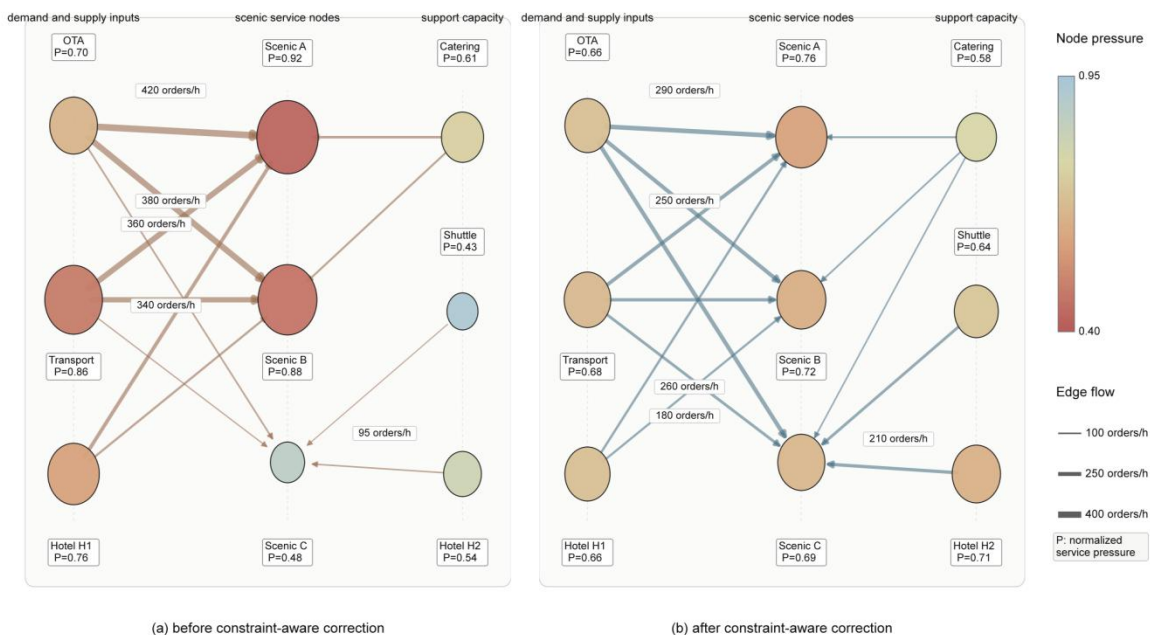 demand and supply inputs
scenic service nodes
support capacity
OTA
P=0.70
Scenic A
P=0.92
Catering
P=0.61
420 orders/h
380 orders/h
360 orders/h
Shuttle
P=0.43
340 orders/h
Transport
P=0.86
Scenic B
P=0.88
95 orders/h
Hotel H1
P=0.76
Scenic C
P=0.48
Hotel H2
P=0.54
(a) before constraint-aware correction
demand and supply inputs
scenic service nodes
support capacity
OTA
P=0.66
Scenic A
P=0.76
Catering
P=0.58
290 orders/h
250 orders/h
Shuttle
P=0.64
Transport
P=0.68
Scenic B
P=0.72
260 orders/h
180 orders/h
210 orders/h
Hotel H1
P=0.66
Scenic C
P=0.69
Hotel H2
P=0.71
(b) after constraint-aware correction
Node pressure
0.95
0.40
Edge flow
100 orders/h
250 orders/h
400 orders/h
P: normalized
service pressure